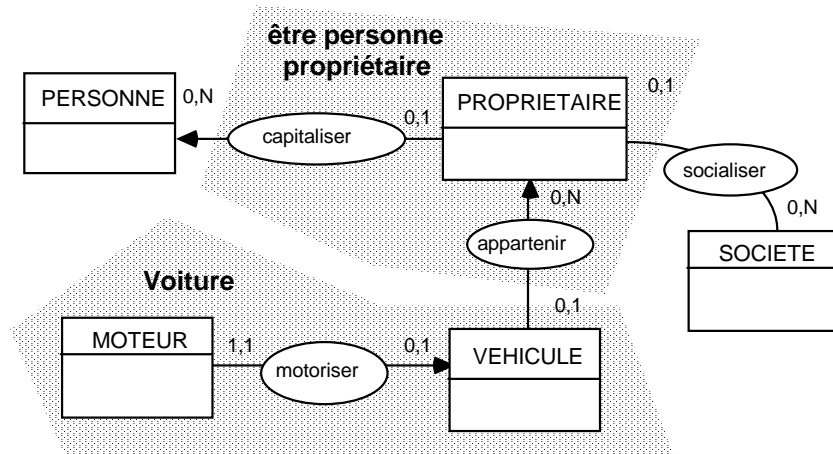 être personne
propriétaire
PERSONNE
0,N
capitaliser
0,1
PROPRIETAIRE
0,1
socialiser
0,N
SOCIETE
0,N
appartenir
0,1
Voiture
MOTEUR
1,1
motoriser
0,1
VEHICULE